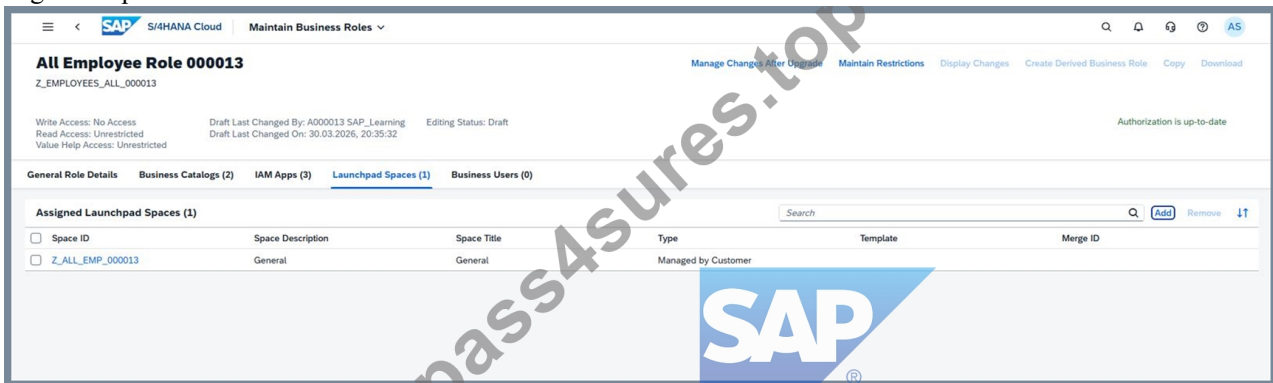 SAP S/4HANA Cloud Maintain Business Roles
AS
All Employee Role 000013
Z_EMPLOYEES_ALL_000013
Manage Changes After Upgrade Maintain Restrictions Display Changes Create Derived Business Role Copy Download
Write Access: No Access Draft Last Changed By: A000013 SAP_Learning Editing Status: Draft
Authorization is up-to-date
Read Access: Unrestricted Draft Last Changed On: 30.03.2026, 20:35:32
Value Help Access: Unrestricted
General Role Details Business Catalogs (2) IAM Apps (3) Launchpad Spaces (1) Business Users (0)
Assigned Launchpad Spaces (1) Search Add Remove
Space ID Space Description Space Title Type Template Merge ID
Z_ALL_EMP_000013 General General Managed by Customer
pass4sures.top
SAP
®